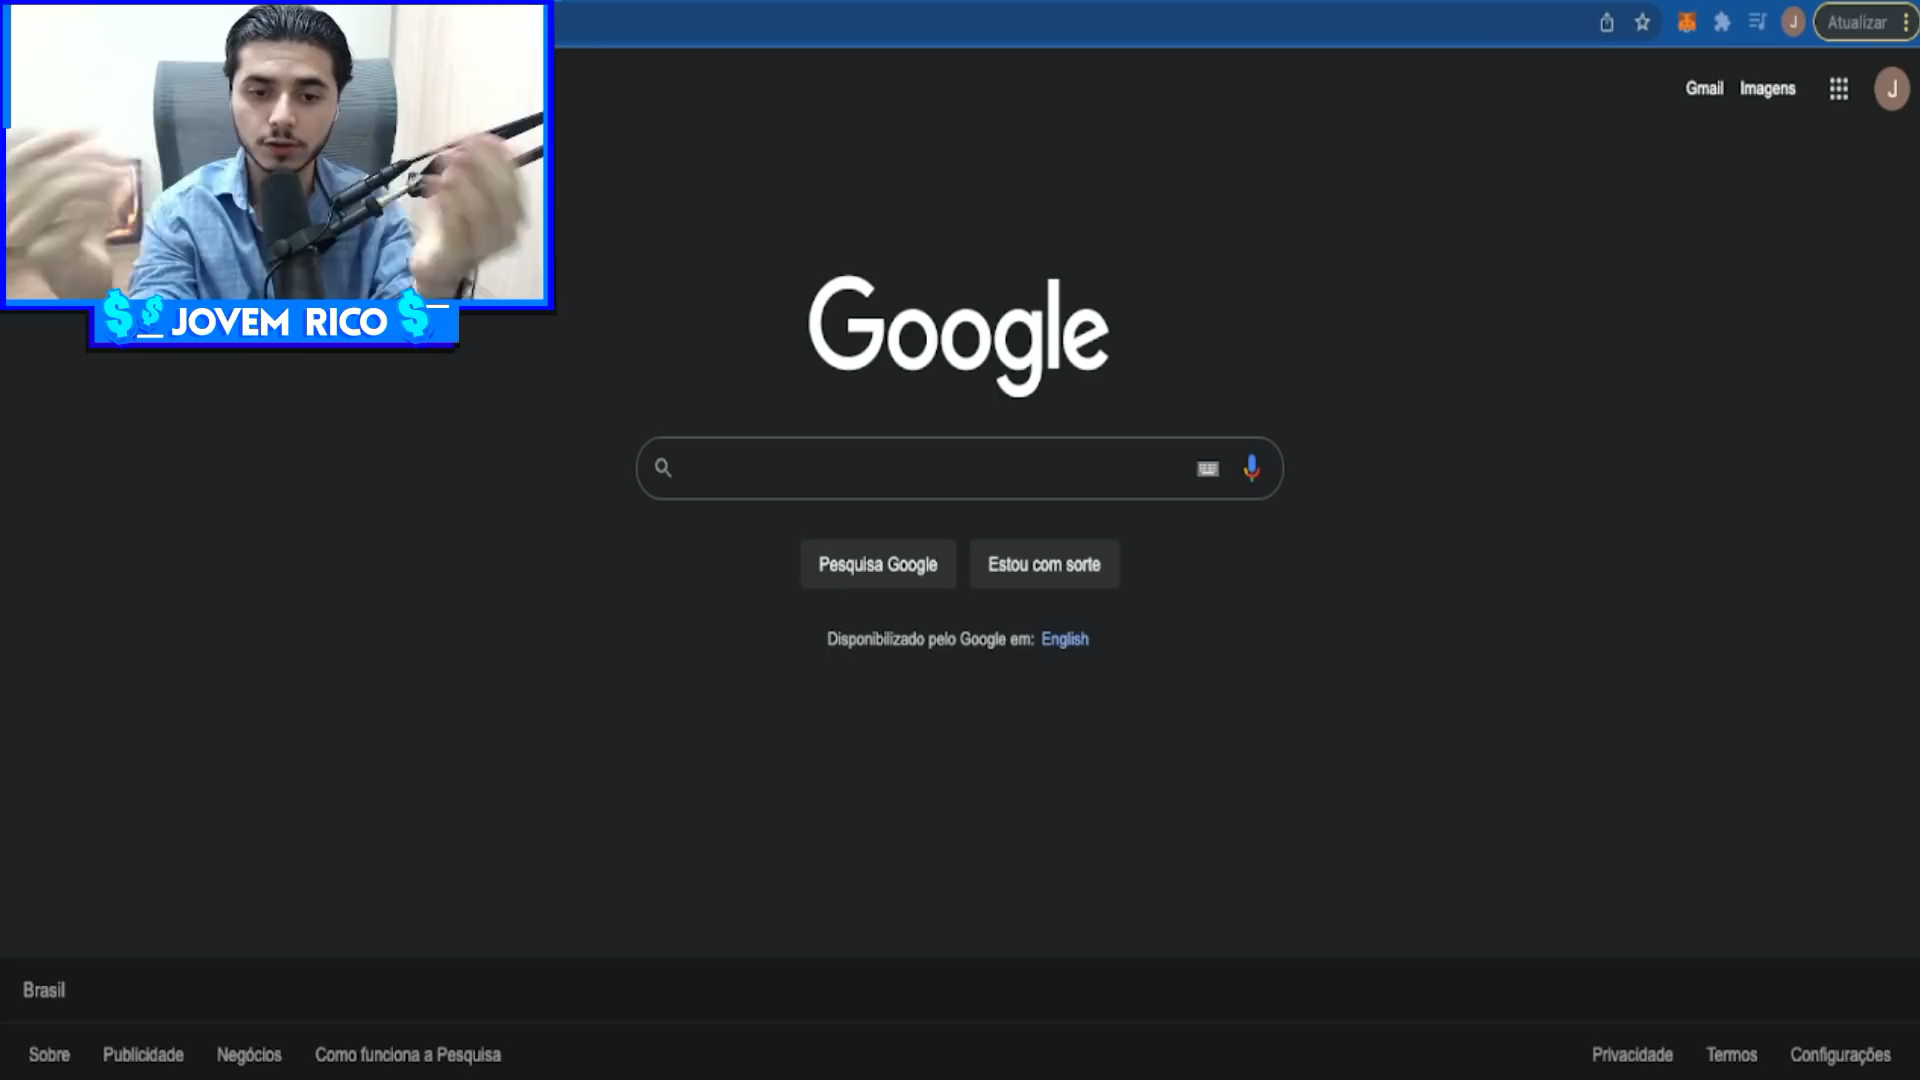 Atualizar
J
Gmail Imagens
J
$ $ JOVEM RICO $
Google
Pesquisa Google
Estou com sorte
Disponibilizado pelo Google em: English
Brasil
Sobre Publicidade Negócios Como funciona a Pesquisa
Privacidade Termos Configurações